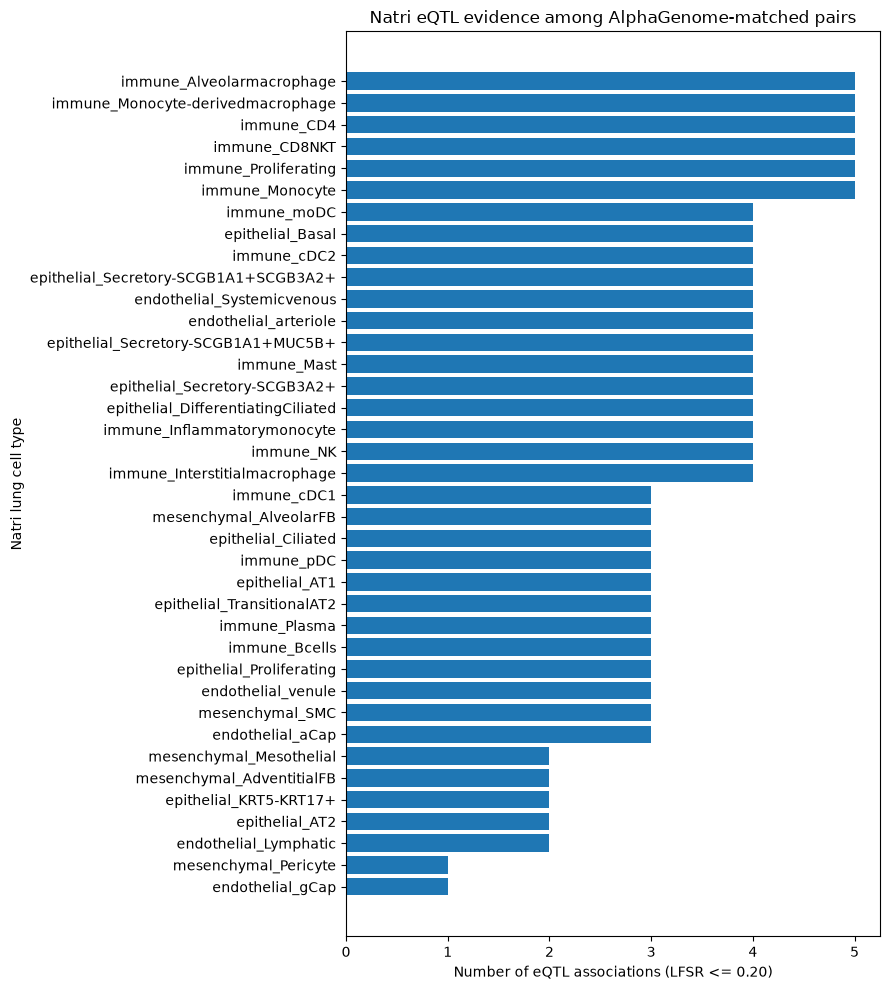 Natri eQTL evidence among AlphaGenome-matched pairs
immune_Alveolarmacrophage
immune_Monocyte-derivedmacrophage
immune_CD4
immune_CD8NKT
immune_Proliferating
immune_Monocyte
immune_moDC
epithelial_Basal
immune_cDC2
epithelial_Secretory-SCGB1A1+SCGB3A2+
endothelial_Systemicvenous
endothelial_arteriole
epithelial_Secretory-SCGB1A1+MUC5B+
immune_Mast
epithelial_Secretory-SCGB3A2+
epithelial_DifferentiatingCiliated
immune_Inflammatorymonocyte
immune_NK
immune_Interstitialmacrophage
immune_cDC1
mesenchymal_AlveolarFB
epithelial_Ciliated
immune_pDC
epithelial_AT1
epithelial_TransitionalAT2
immune_Plasma
immune_Bcells
epithelial_Proliferating
endothelial_venule
mesenchymal_SMC
endothelial_aCap
mesenchymal_Mesothelial
mesenchymal_AdventitialFB
epithelial_KRT5-KRT17+
epithelial_AT2
endothelial_Lymphatic
mesenchymal_Pericyte
endothelial_gCap
Natri lung cell type
0 1 2 3 4 5
Number of eQTL associations (LFSR <= 0.20)